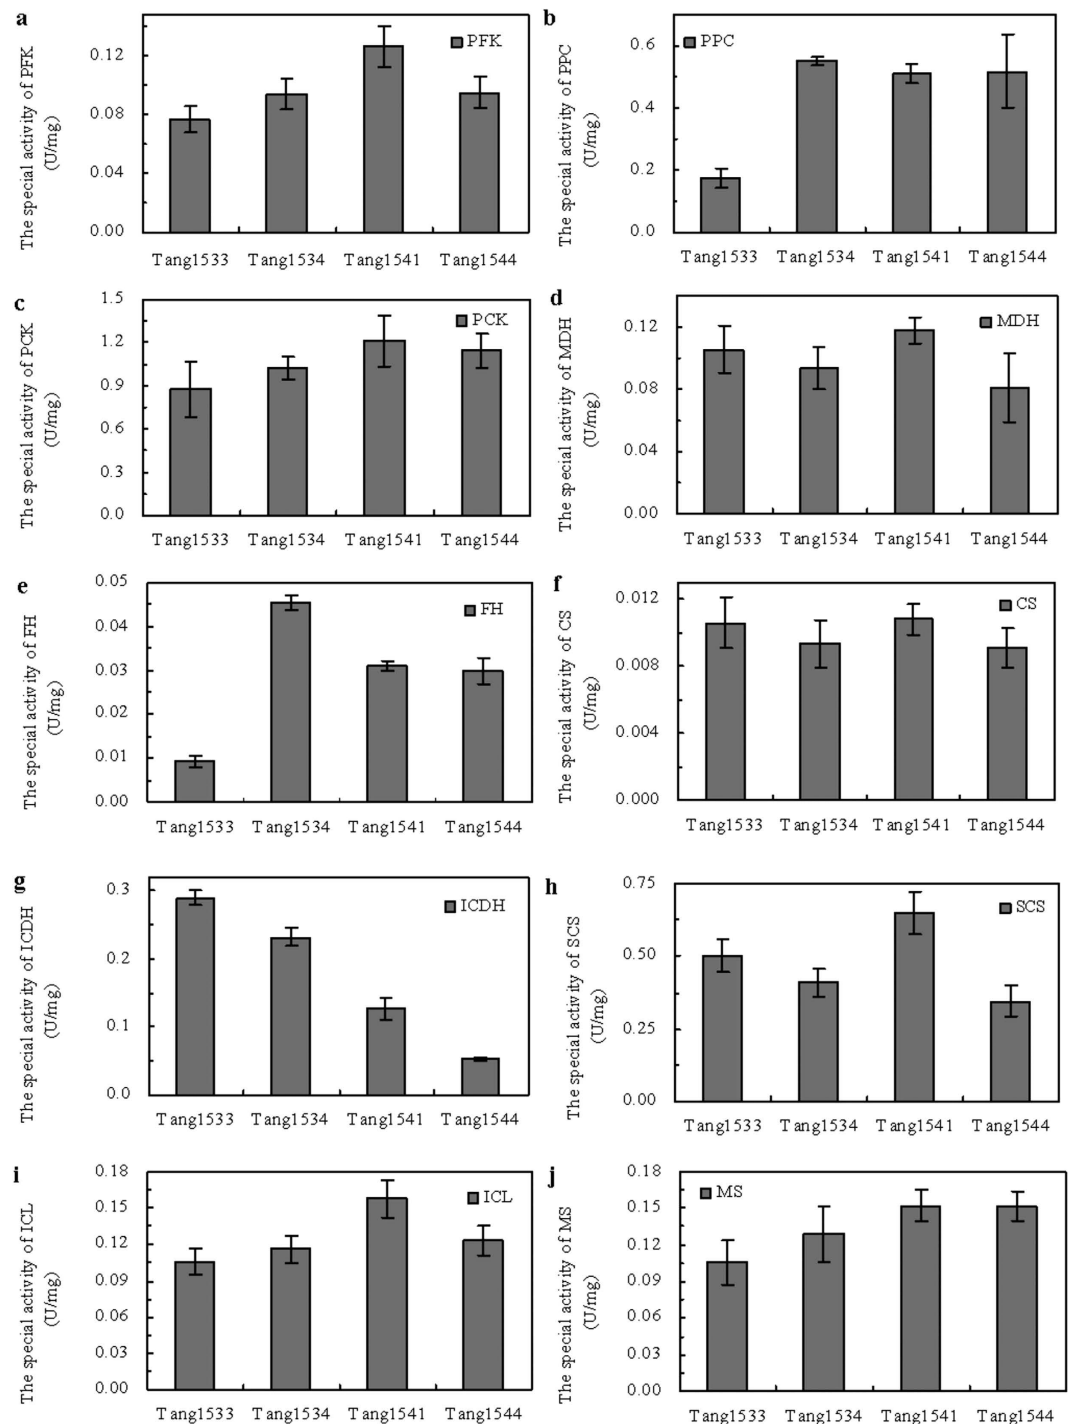 a
The special activity of PFK
(U/mg)
0.12
0.08
0.04
0.00
PFK
Tang1533 Tang1534 Tang1541 Tang1544
b
The special activity of PPC
(U/mg)
0.6
0.4
0.2
0.0
PPC
Tang1533 Tang1534 Tang1541 Tang1544
c
The special activity of PCK
(U/mg)
1.5
1.2
0.9
0.6
0.3
0.0
PCK
Tang1533 Tang1534 Tang1541 Tang1544
d
The special activity of MDH
(U/mg)
0.12
0.08
0.04
0.00
MDH
Tang1533 Tang1534 Tang1541 Tang1544
e
The special activity of FH
(U/mg)
0.05
0.04
0.03
0.02
0.01
0.00
FH
Tang1533 Tang1534 Tang1541 Tang1544
f
The special activity of CS
(U/mg)
0.012
0.008
0.004
0.000
CS
Tang1533 Tang1534 Tang1541 Tang1544
g
The special activity of ICDH
(U/mg)
0.3
0.2
0.1
0.0
ICDH
Tang1533 Tang1534 Tang1541 Tang1544
h
The special activity of SCS
(U/mg)
0.75
0.50
0.25
0.00
SCS
Tang1533 Tang1534 Tang1541 Tang1544
i
The special activity of ICL
(U/mg)
0.18
0.15
0.12
0.09
0.06
0.03
0.00
ICL
Tang1533 Tang1534 Tang1541 Tang1544
j
The special activity of MS
(U/mg)
0.18
0.15
0.12
0.09
0.06
0.03
0.00
MS
Tang1533 Tang1534 Tang1541 Tang1544